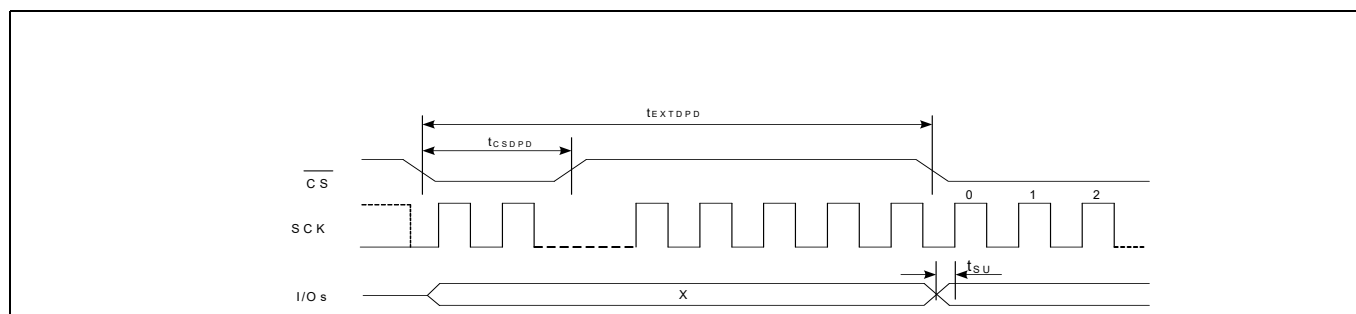 tEXTDPD
tCSDPD
CS
0 1 2
SCK
tSU
I/Os
X